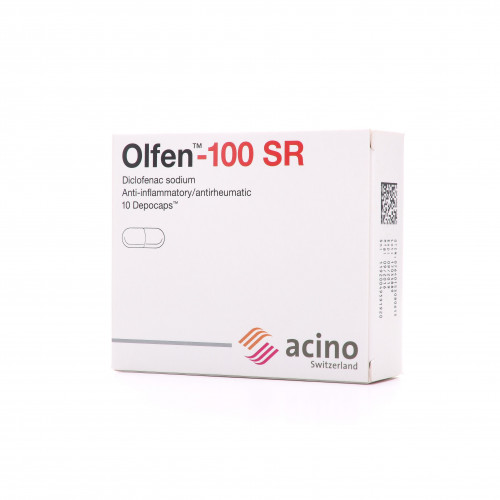 Olfen™-100 SR
Diclofenac sodium
Anti-inflammatory/antirheumatic
10 Depocaps™
acino
Switzerland